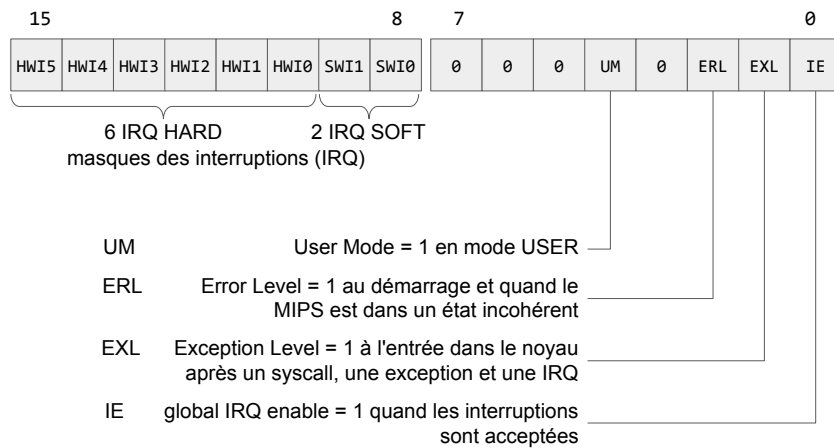 15 8 7 0
HWI5 HWI4 HWI3 HWI2 HWI1 HWI0 SWI1 SWI0 0 0 0 UM 0 ERL EXL IE
6 IRQ HARD 2 IRQ SOFT
masques des interruptions (IRQ)
UM User Mode = 1 en mode USER
ERL Error Level = 1 au démarrage et quand le
MIPS est dans un état incohérent
EXL Exception Level = 1 à l'entrée dans le noyau
après un syscall, une exception et une IRQ
IE global IRQ enable = 1 quand les interruptions
sont acceptées